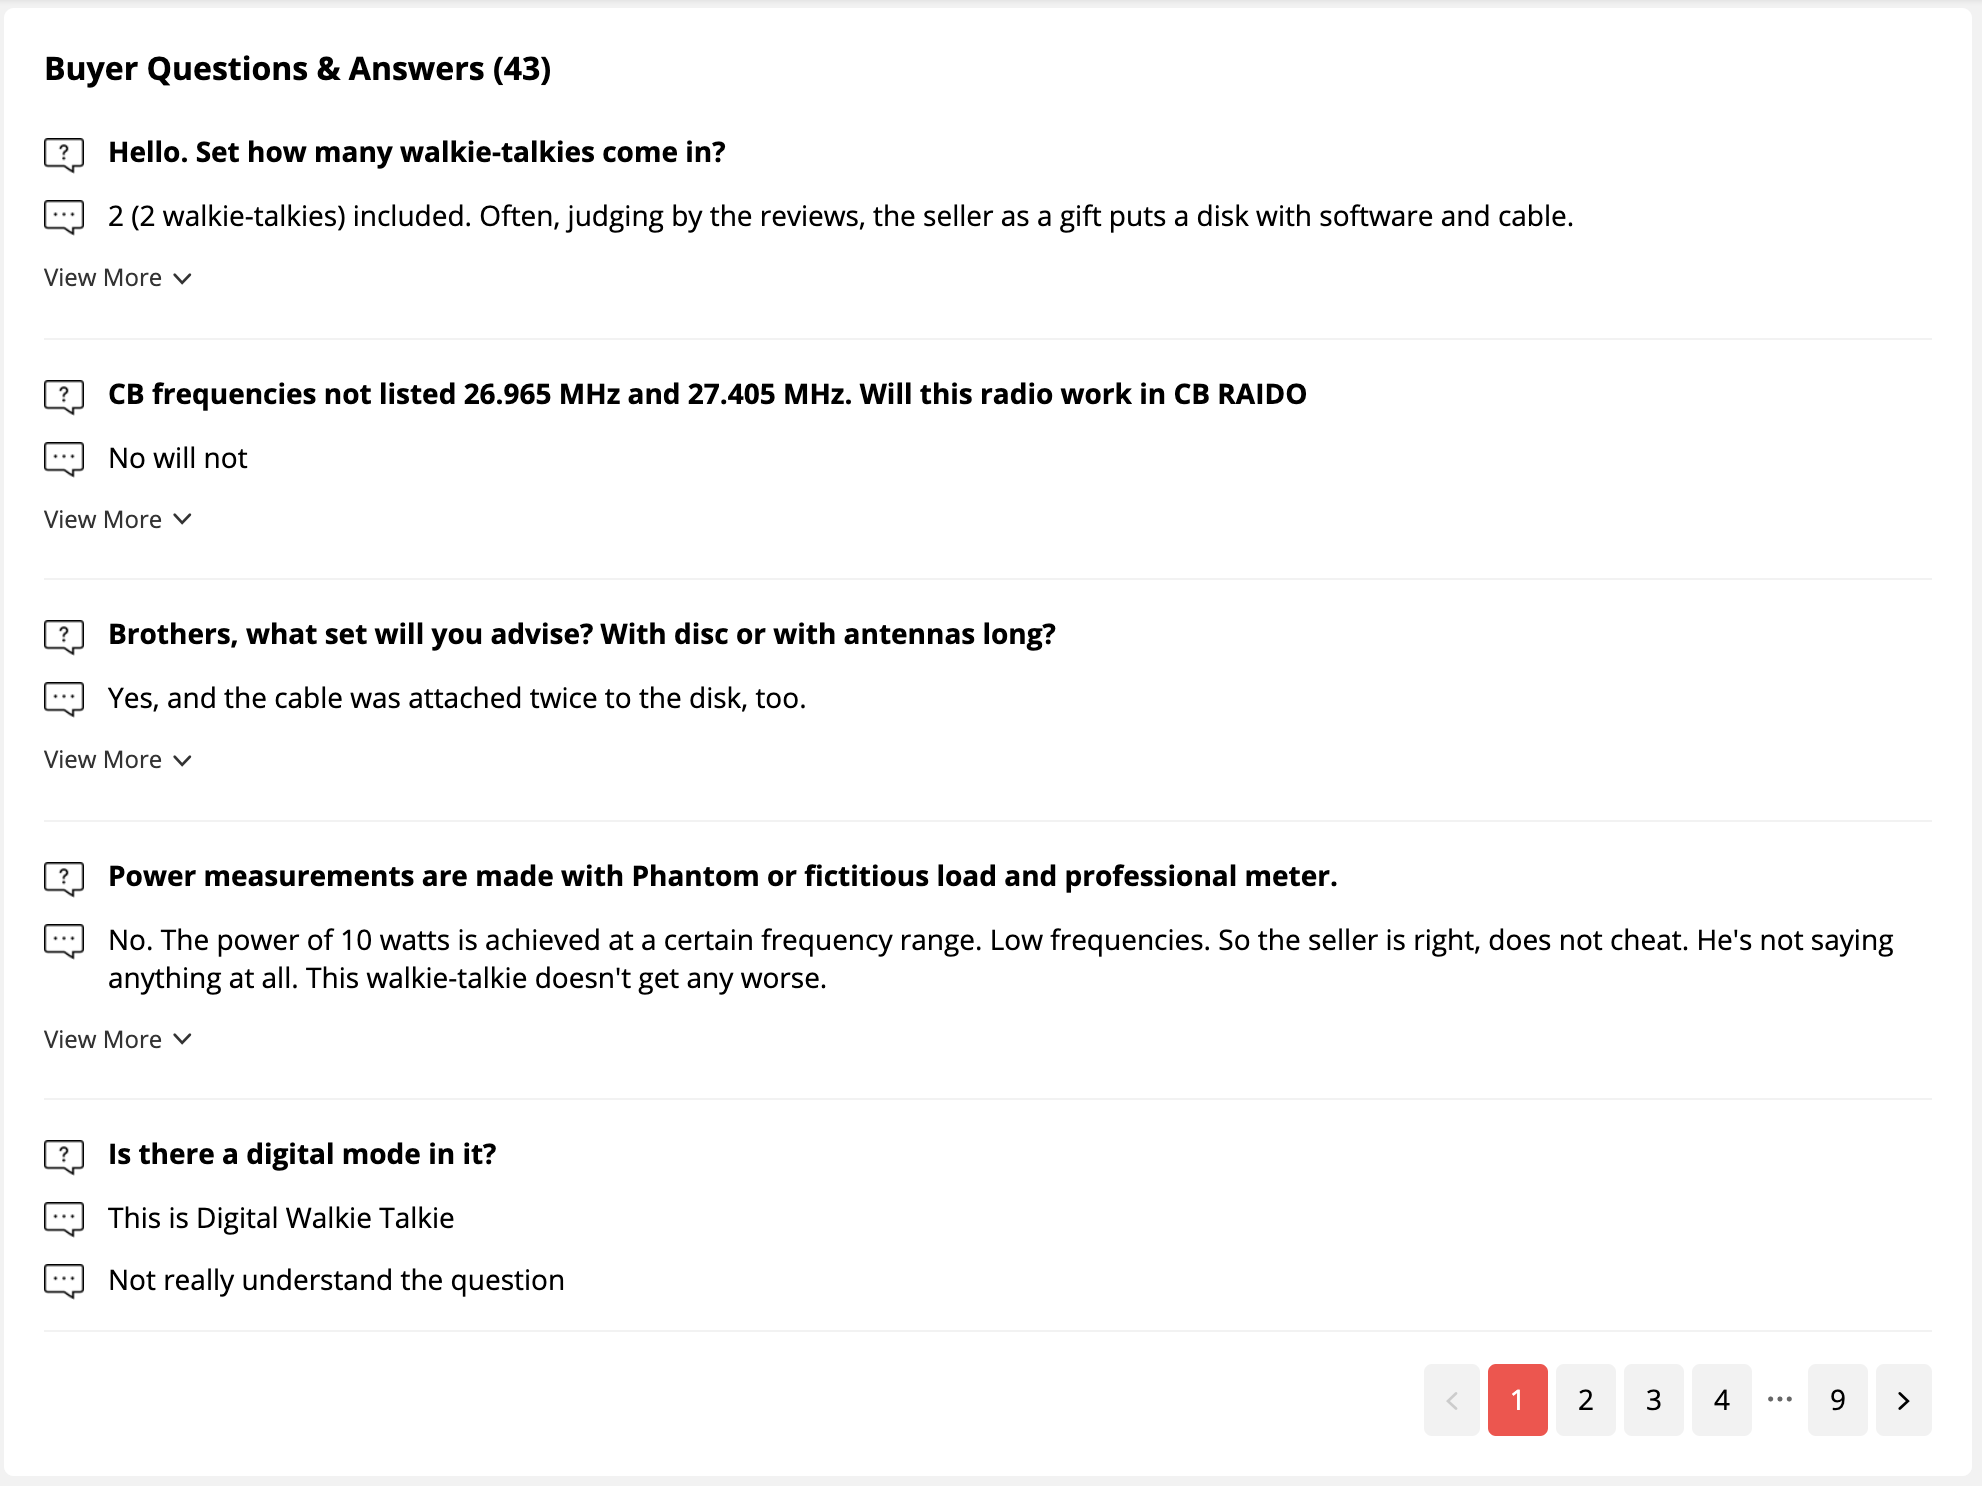 Buyer Questions & Answers (43)
Hello. Set how many walkie-talkies come in?
2 (2 walkie-talkies) included. Often, judging by the reviews, the seller as a gift puts a disk with software and cable.
View More
CB frequencies not listed 26.965 MHz and 27.405 MHz. Will this radio work in CB RAIDO
No will not
View More
Brothers, what set will you advise? With disc or with antennas long?
Yes, and the cable was attached twice to the disk, too.
View More
Power measurements are made with Phantom or fictitious load and professional meter.
No. The power of 10 watts is achieved at a certain frequency range. Low frequencies. So the seller is right, does not cheat. He's not saying
anything at all. This walkie-talkie doesn't get any worse.
View More
Is there a digital mode in it?
This is Digital Walkie Talkie
Not really understand the question
< 1 2 3 4 ··· 9 >